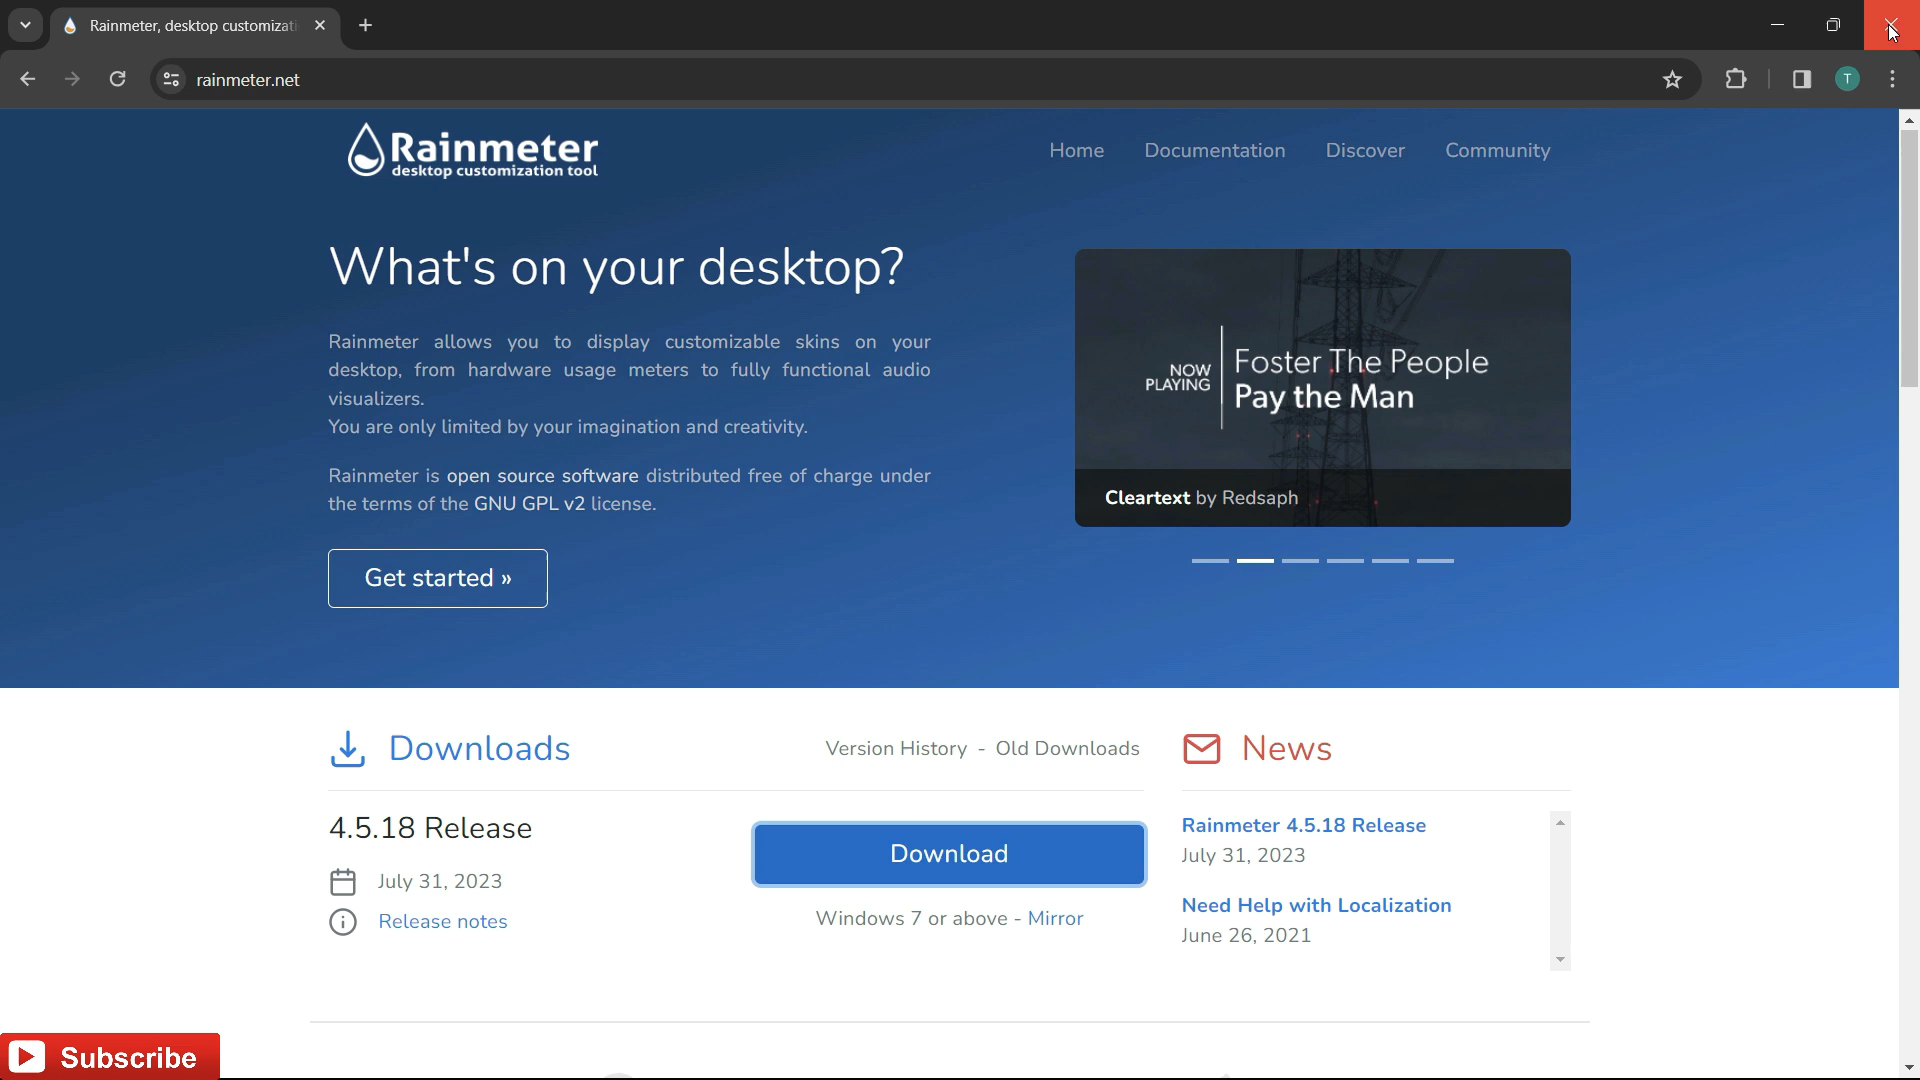 Rainmeter, desktop customizati
rainmeter.net
T
Rainmeter
desktop customization tool
Home
Documentation
Discover
Community
What's on your desktop?
Rainmeter allows you to display customizable skins on your
desktop, from hardware usage meters to fully functional audio
visualizers.
You are only limited by your imagination and creativity.
Rainmeter is open source software distributed free of charge under
the terms of the GNU GPL v2 license.
Get started »
NOW
PLAYING
Foster The People
Pay the Man
Cleartext by Redsaph
Downloads
Version History - Old Downloads
4.5.18 Release
July 31, 2023
Release notes
Download
Windows 7 or above - Mirror
News
Rainmeter 4.5.18 Release
July 31, 2023
Need Help with Localization
June 26, 2021
Subscribe